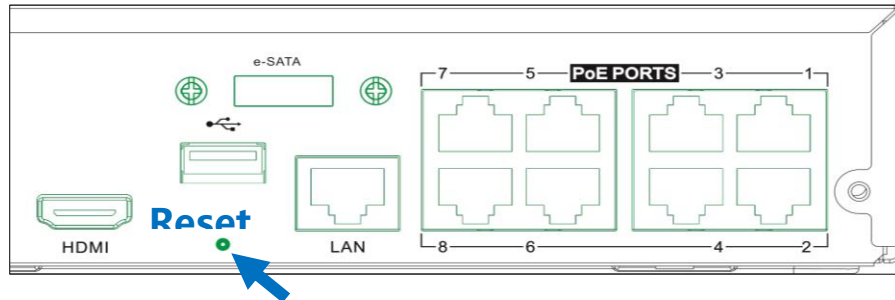 e-SATA
7 5 PoE PORTS 3 1
Reset
HDMI
LAN
8 6 4 2